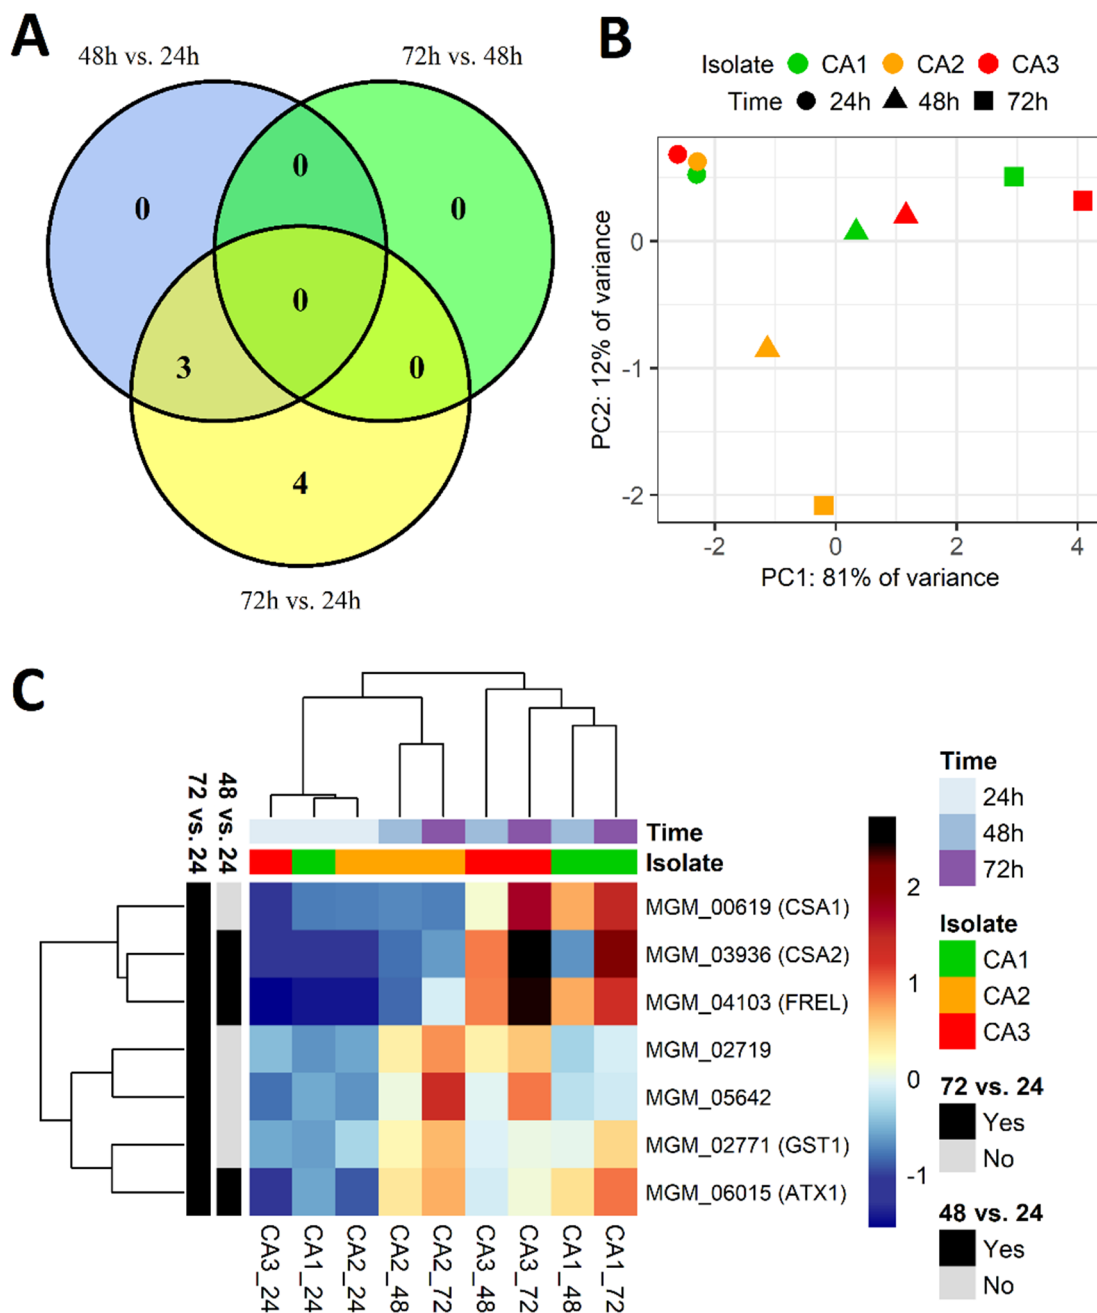 A
48h vs. 24h
72h vs. 48h
0
0
0
0
3
0
4
72h vs. 24h
B
Isolate CA1 CA2 CA3
Time 24h 48h 72h
0
-1
-2
PC2: 12% of variance
-2 0 2 4
PC1: 81% of variance
C
72 vs. 24
48 vs. 24
Time
Isolate
MGM_00619 (CSA1)
MGM_03936 (CSA2)
MGM_04103 (FREL)
MGM_02719
MGM_05642
MGM_02771 (GST1)
MGM_06015 (ATX1)
CA3_24
CA1_24
CA2_24
CA2_48
CA2_72
CA3_48
CA3_72
CA1_48
CA1_72
2
1
0
-1
Time
24h
48h
72h
Isolate
CA1
CA2
CA3
72 vs. 24
Yes
No
48 vs. 24
Yes
No